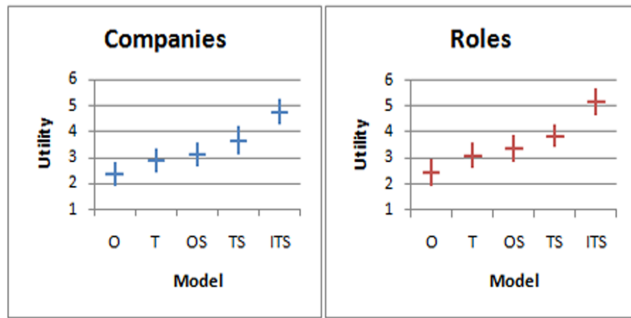 Companies
6
5
4
3
2
1
Utility
O T OS TS ITS
Model
Roles
6
5
4
3
2
1
Utility
O T OS TS ITS
Model